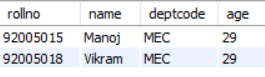 rollno name deptcode age
92005015 Manoj MEC 29
92005018 Vikram MEC 29